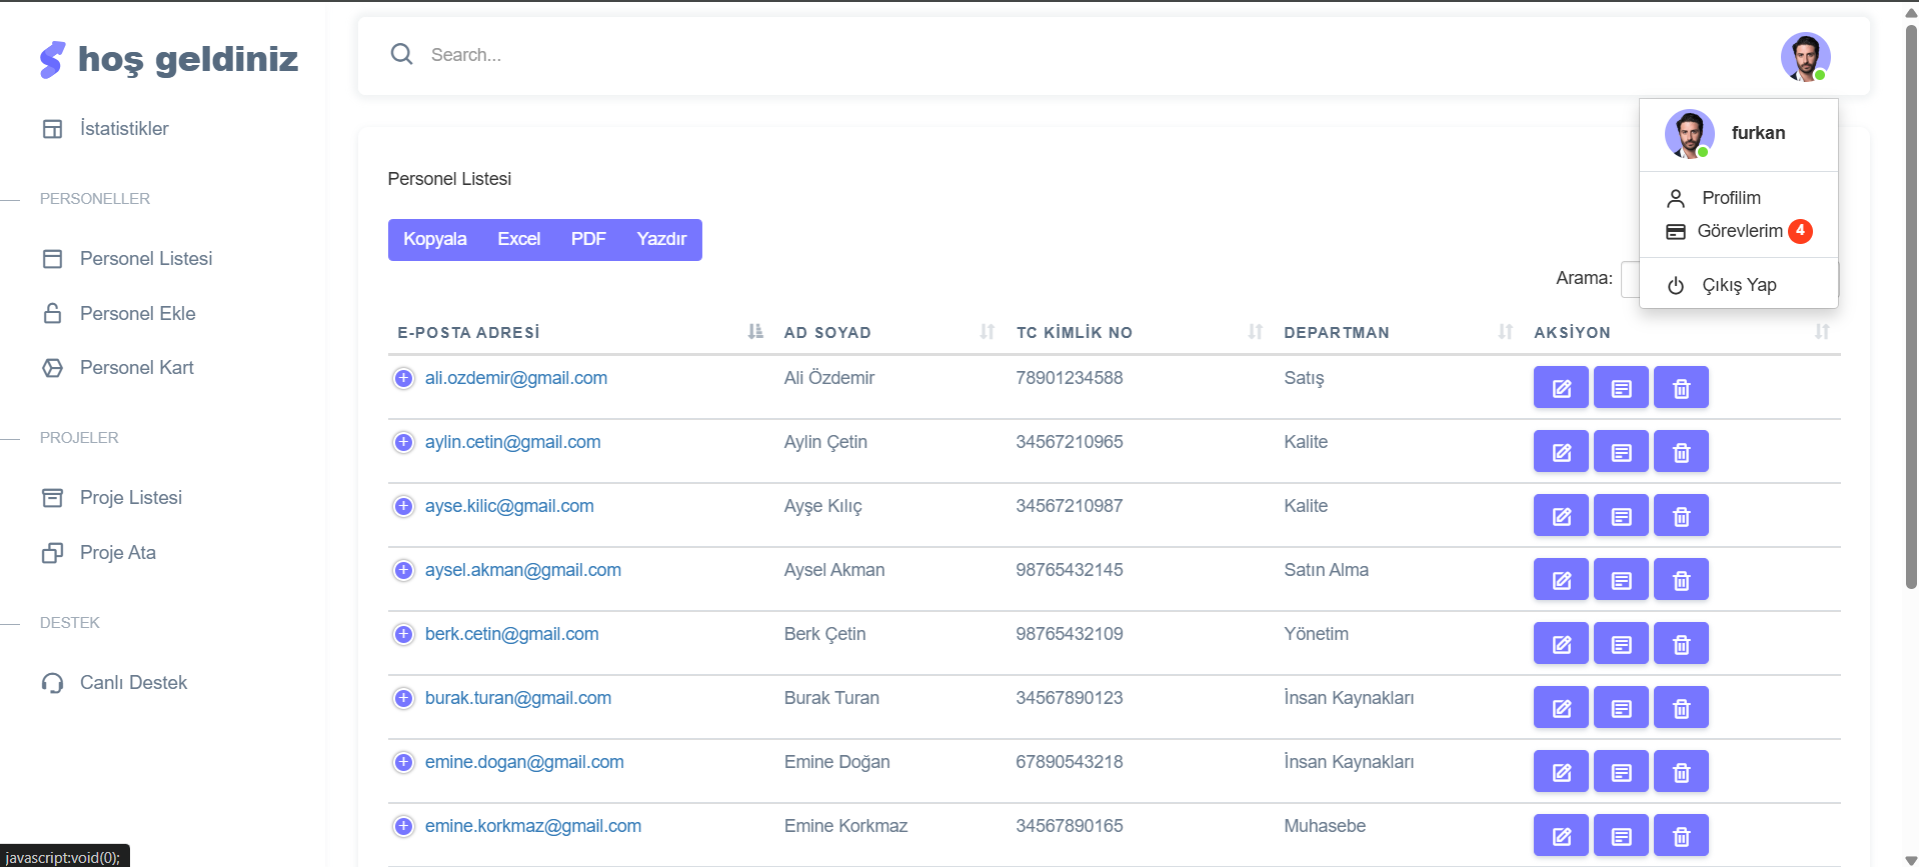 hoş geldiniz
İstatistikler
PERSONELLER
Personel Listesi
Personel Ekle
Personel Kart
PROJELER
Proje Listesi
Proje Ata
DESTEK
Canlı Destek
javascript:void(0);
Search...
furkan
Profilim
Görevlerim 4
Çıkış Yap
Personel Listesi
Kopyala Excel PDF Yazdır
Arama:
E-POSTA ADRESİ AD SOYAD TC KİMLİK NO DEPARTMAN AKSİYON
ali.ozdemir@gmail.com Ali Özdemir 78901234588 Satış
aylin.cetin@gmail.com Aylin Çetin 34567210965 Kalite
ayse.kilic@gmail.com Ayşe Kılıç 34567210987 Kalite
aysel.akman@gmail.com Aysel Akman 98765432145 Satın Alma
berk.cetin@gmail.com Berk Çetin 98765432109 Yönetim
burak.turan@gmail.com Burak Turan 34567890123 İnsan Kaynakları
emine.dogan@gmail.com Emine Doğan 67890543218 İnsan Kaynakları
emine.korkmaz@gmail.com Emine Korkmaz 34567890165 Muhasebe